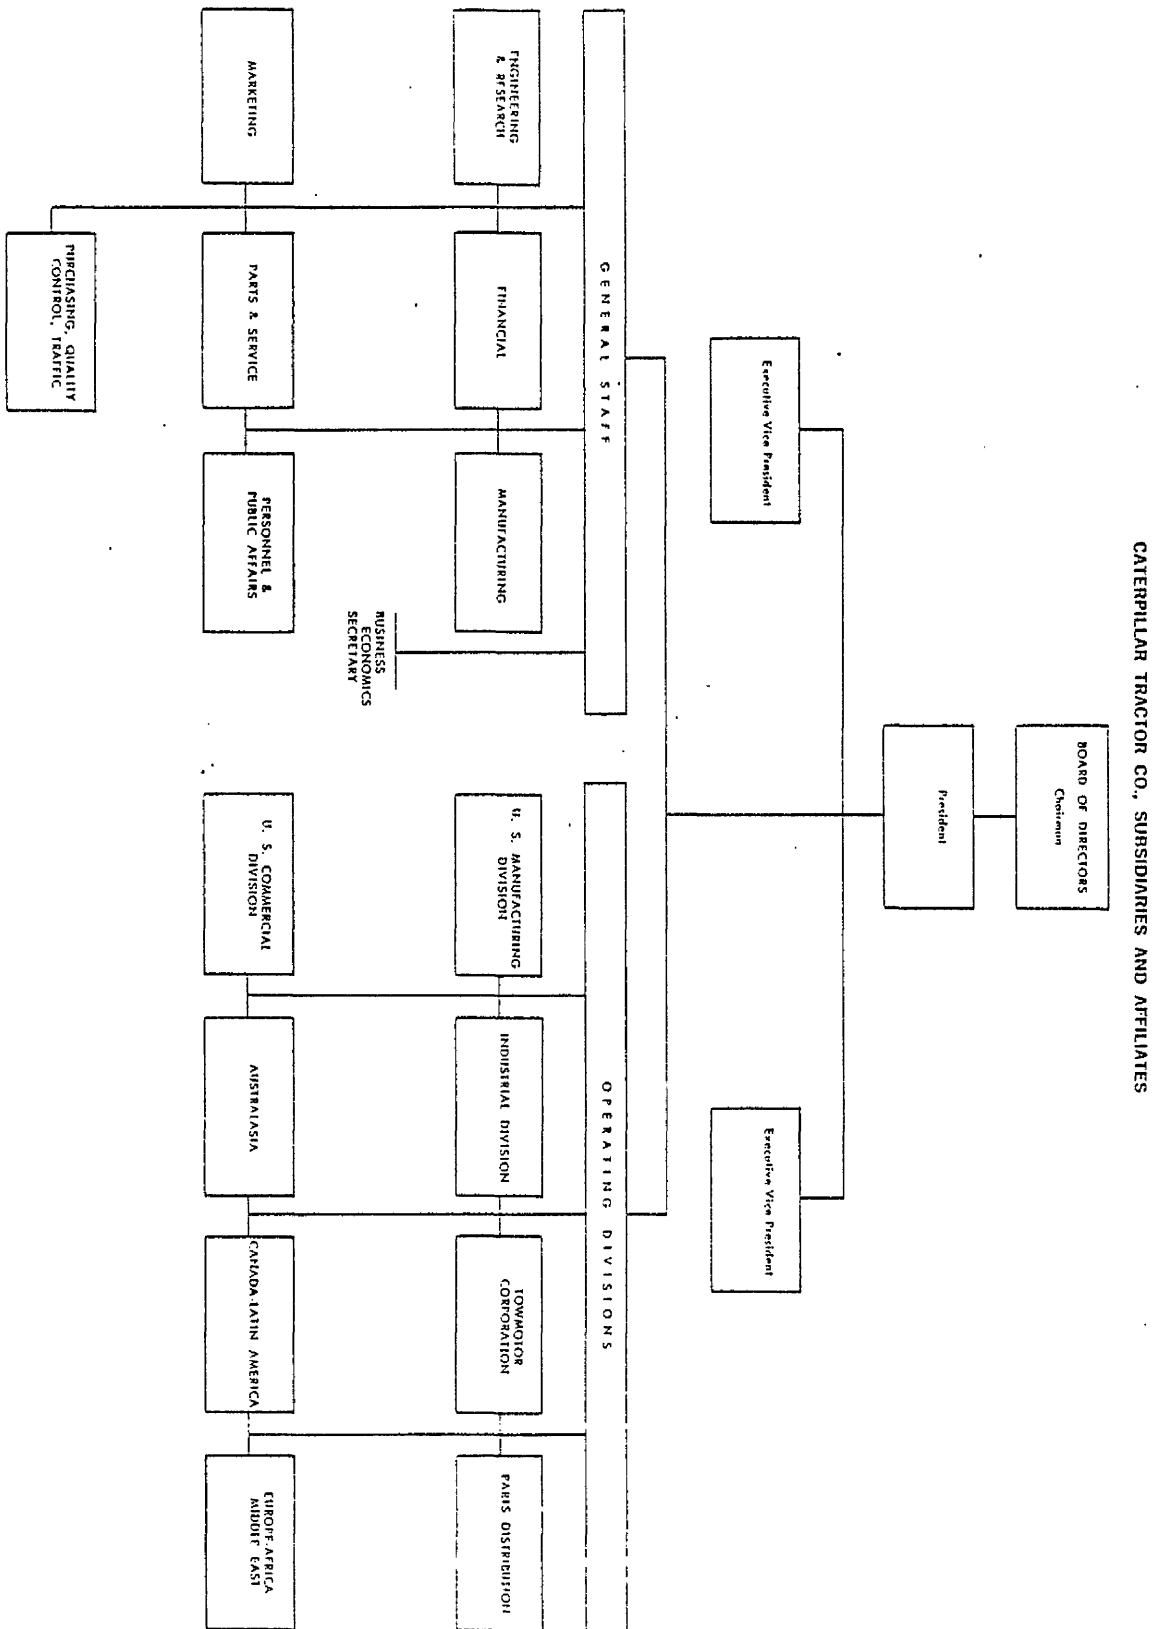 CATERPILLAR TRACTOR CO., SUBSIDIARIES AND AFFILIATES
BOARD OF DIRECTORS
Chairman
President
Executive Vice President
Executive Vice President
GENERAL STAFF
OPERATING DIVISIONS
ENGINEERING
& RESEARCH
FINANCIAL
MANUFACTURING
BUSINESS
ECONOMICS
SECRETARY
MARKETING
PARTS & SERVICE
PERSONNEL &
PUBLIC AFFAIRS
PURCHASING, QUALITY
CONTROL, TRAFFIC
U. S. MANUFACTURING
DIVISION
INDUSTRIAL DIVISION
TOWMOTOR
CORPORATION
PARTS DISTRIBUTION
U. S. COMMERCIAL
DIVISION
AUSTRALASIA
CANADA-LATIN AMERICA
EUROPE-AFRICA
MIDDLE EAST